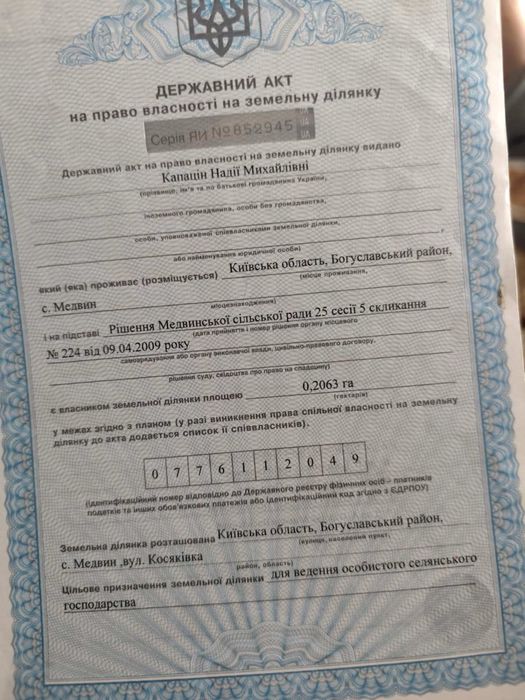 ДЕРЖАВНИЙ АКТ
на право власності на земельну ділянку
Серія ЯИ №852945
Державний акт на право власності на земельну ділянку видано
Капацін Надії Михайлівні
(прізвище, ім'я та по батькові громадянина України,
іноземного громадянина, особи без громадянства,
особи, уповноваженої співвласниками земельної ділянки,
або найменування юридичної особи)
який (яка) проживає (розміщується) Київська область, Богуславський район,
(місце проживання,
с. Медвин
місцезнаходження)
і на підставі Рішення Медвинської сільської ради 25 сесії 5 скликання
(дата прийняття і номер рішення органу місцевого
№ 224 від 09.04.2009 року
самоврядування або органу виконавчої влади, цивільно-правового договору,
рішення суду, свідоцтва про право на спадщину)
є власником земельної ділянки площею 0,2063 га
(гектарів)
у межах згідно з планом (у разі виникнення права спільної власності на земельну
ділянку до акта додається список її співвласників).
0 7 7 6 1 1 2 0 4 9
(ідентифікаційний номер відповідно до Державного реєстру фізичних осіб – платників
податків та інших обов'язкових платежів або ідентифікаційний код згідно з ЄДРПОУ)
Земельна ділянка розташована Київська область, Богуславський район,
(вулиця, населений пункт,
с. Медвин ,вул. Косяківка
район, область)
Цільове призначення земельної ділянки для ведення особистого селянського
господарства